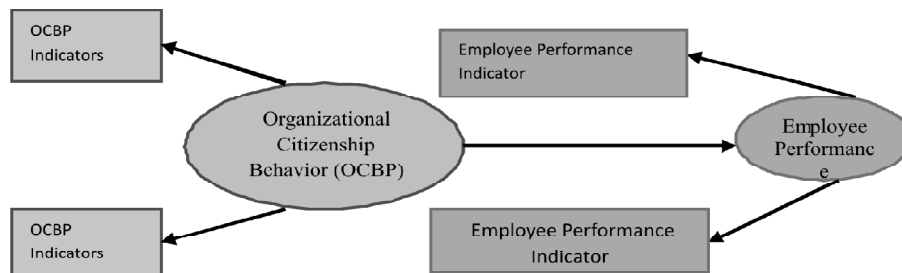 OCBP
Indicators
Employee Performance
Indicator
Organizational
Citizenship
Behavior (OCBP)
Employee
Performanc
e
OCBP
Indicators
Employee Performance
Indicator